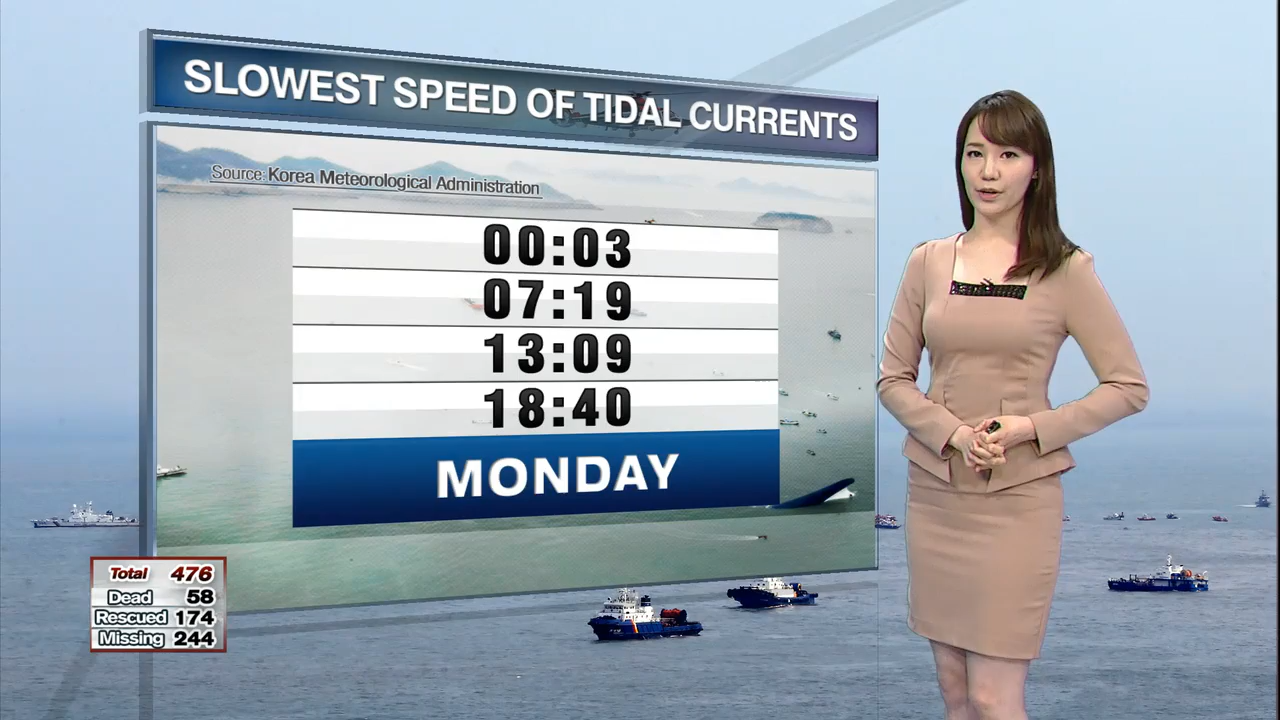 SLOWEST SPEED OF TIDAL CURRENTS
Source: Korea Meteorological Administration
00:03
07:19
13:09
18:40
MONDAY
Total 476
Dead 58
Rescued 174
Missing 244